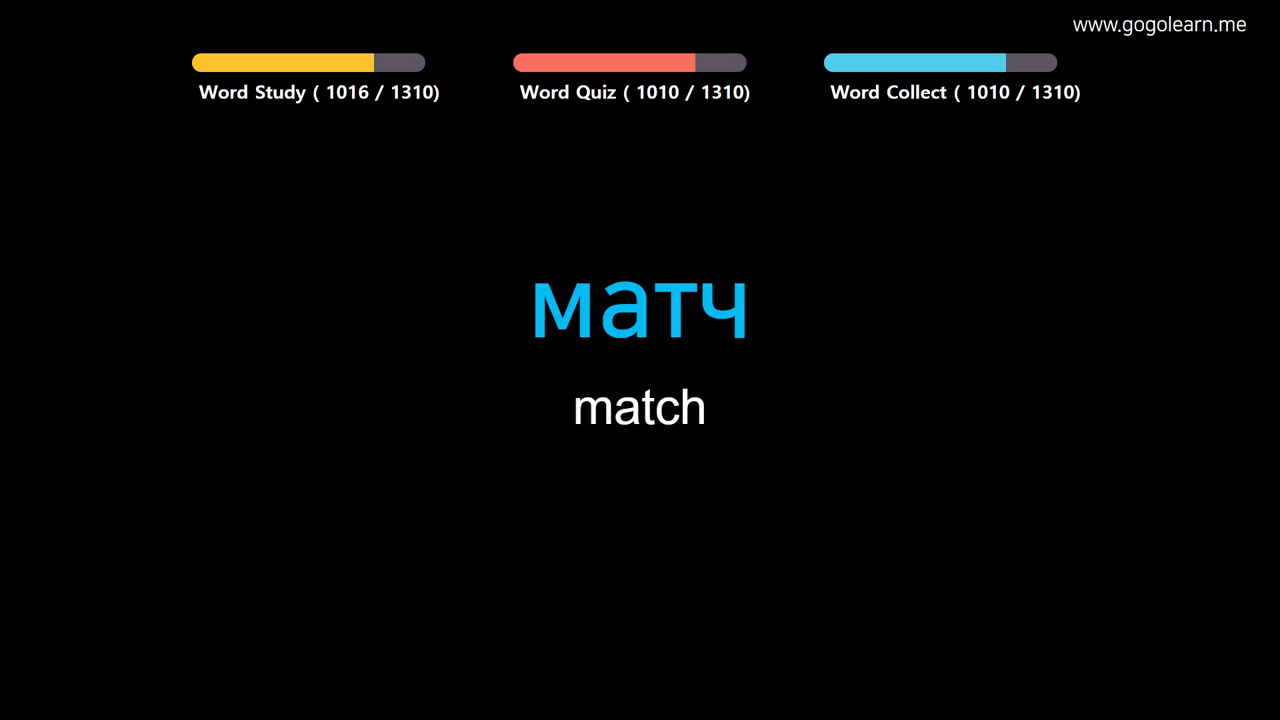 www.gogolearn.me
Word Study ( 1016 / 1310)
Word Quiz ( 1010 / 1310)
Word Collect ( 1010 / 1310)
матч
match